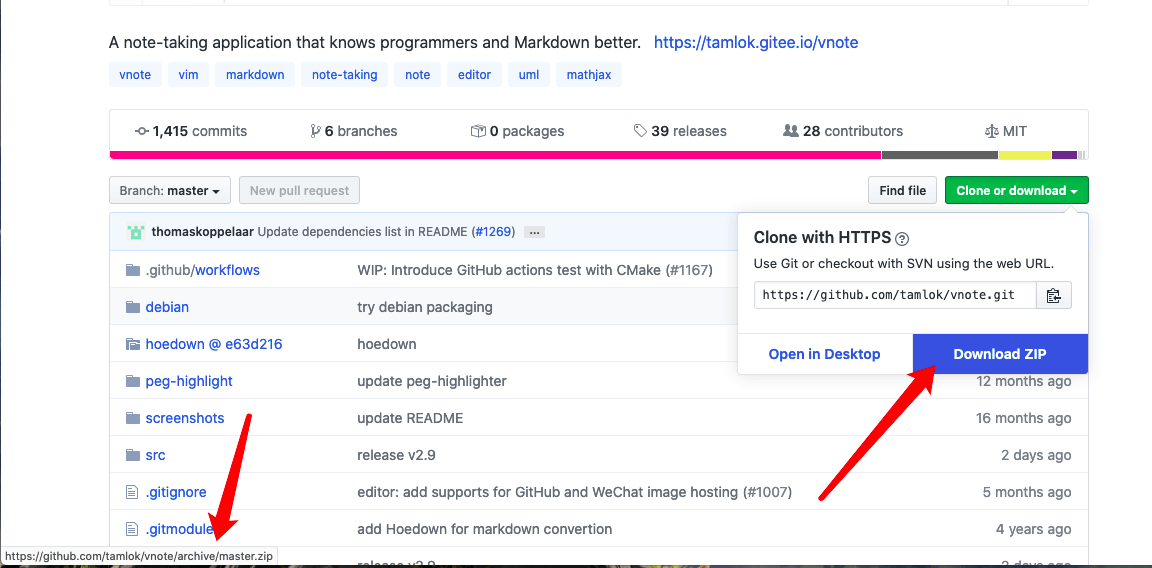 A note-taking application that knows programmers and Markdown better. https://tamlok.gitee.io/vnote
vnote vim markdown note-taking note editor uml mathjax
1,415 commits 6 branches 0 packages 39 releases 28 contributors MIT
Branch: master New pull request Find file Clone or download
thomaskoppelaar Update dependencies list in README (#1269) ...
Clone with HTTPS ?
Use Git or checkout with SVN using the web URL.
https://github.com/tamlok/vnote.git
Open in Desktop Download ZIP
.github/workflows WIP: Introduce GitHub actions test with CMake (#1167)
debian try debian packaging
hoedown @ e63d216 hoedown
peg-highlight update peg-highlighter 12 months ago
screenshots update README 16 months ago
src release v2.9 2 days ago
.gitignore editor: add supports for GitHub and WeChat image hosting (#1007) 5 months ago
.gitmodule add Hoedown for markdown convertion 4 years ago
https://github.com/tamlok/vnote/archive/master.zip
release v2.9 2 days ago